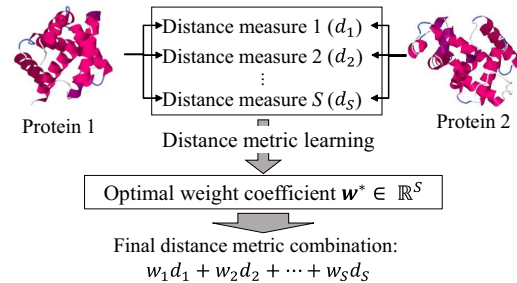 Distance measure 1 (d₁)
Distance measure 2 (d₂)
⋮
Distance measure S (dₛ)
Protein 1
Protein 2
Distance metric learning
Optimal weight coefficient w* ∈ ℝˢ
Final distance metric combination:
w₁d₁ + w₂d₂ + ⋯ + wₛdₛ